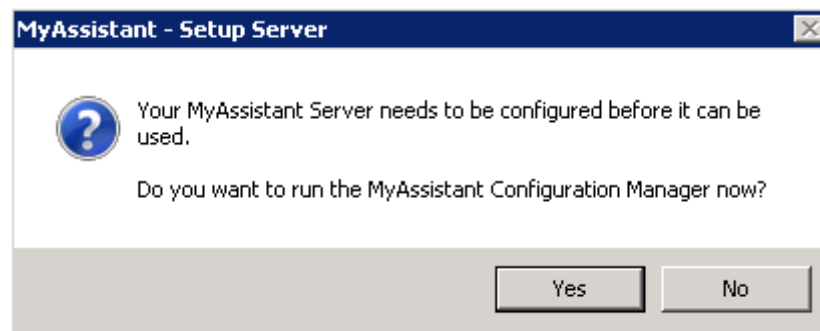 MyAssistant - Setup Server
Your MyAssistant Server needs to be configured before it can be
used.
Do you want to run the MyAssistant Configuration Manager now?
Yes
No